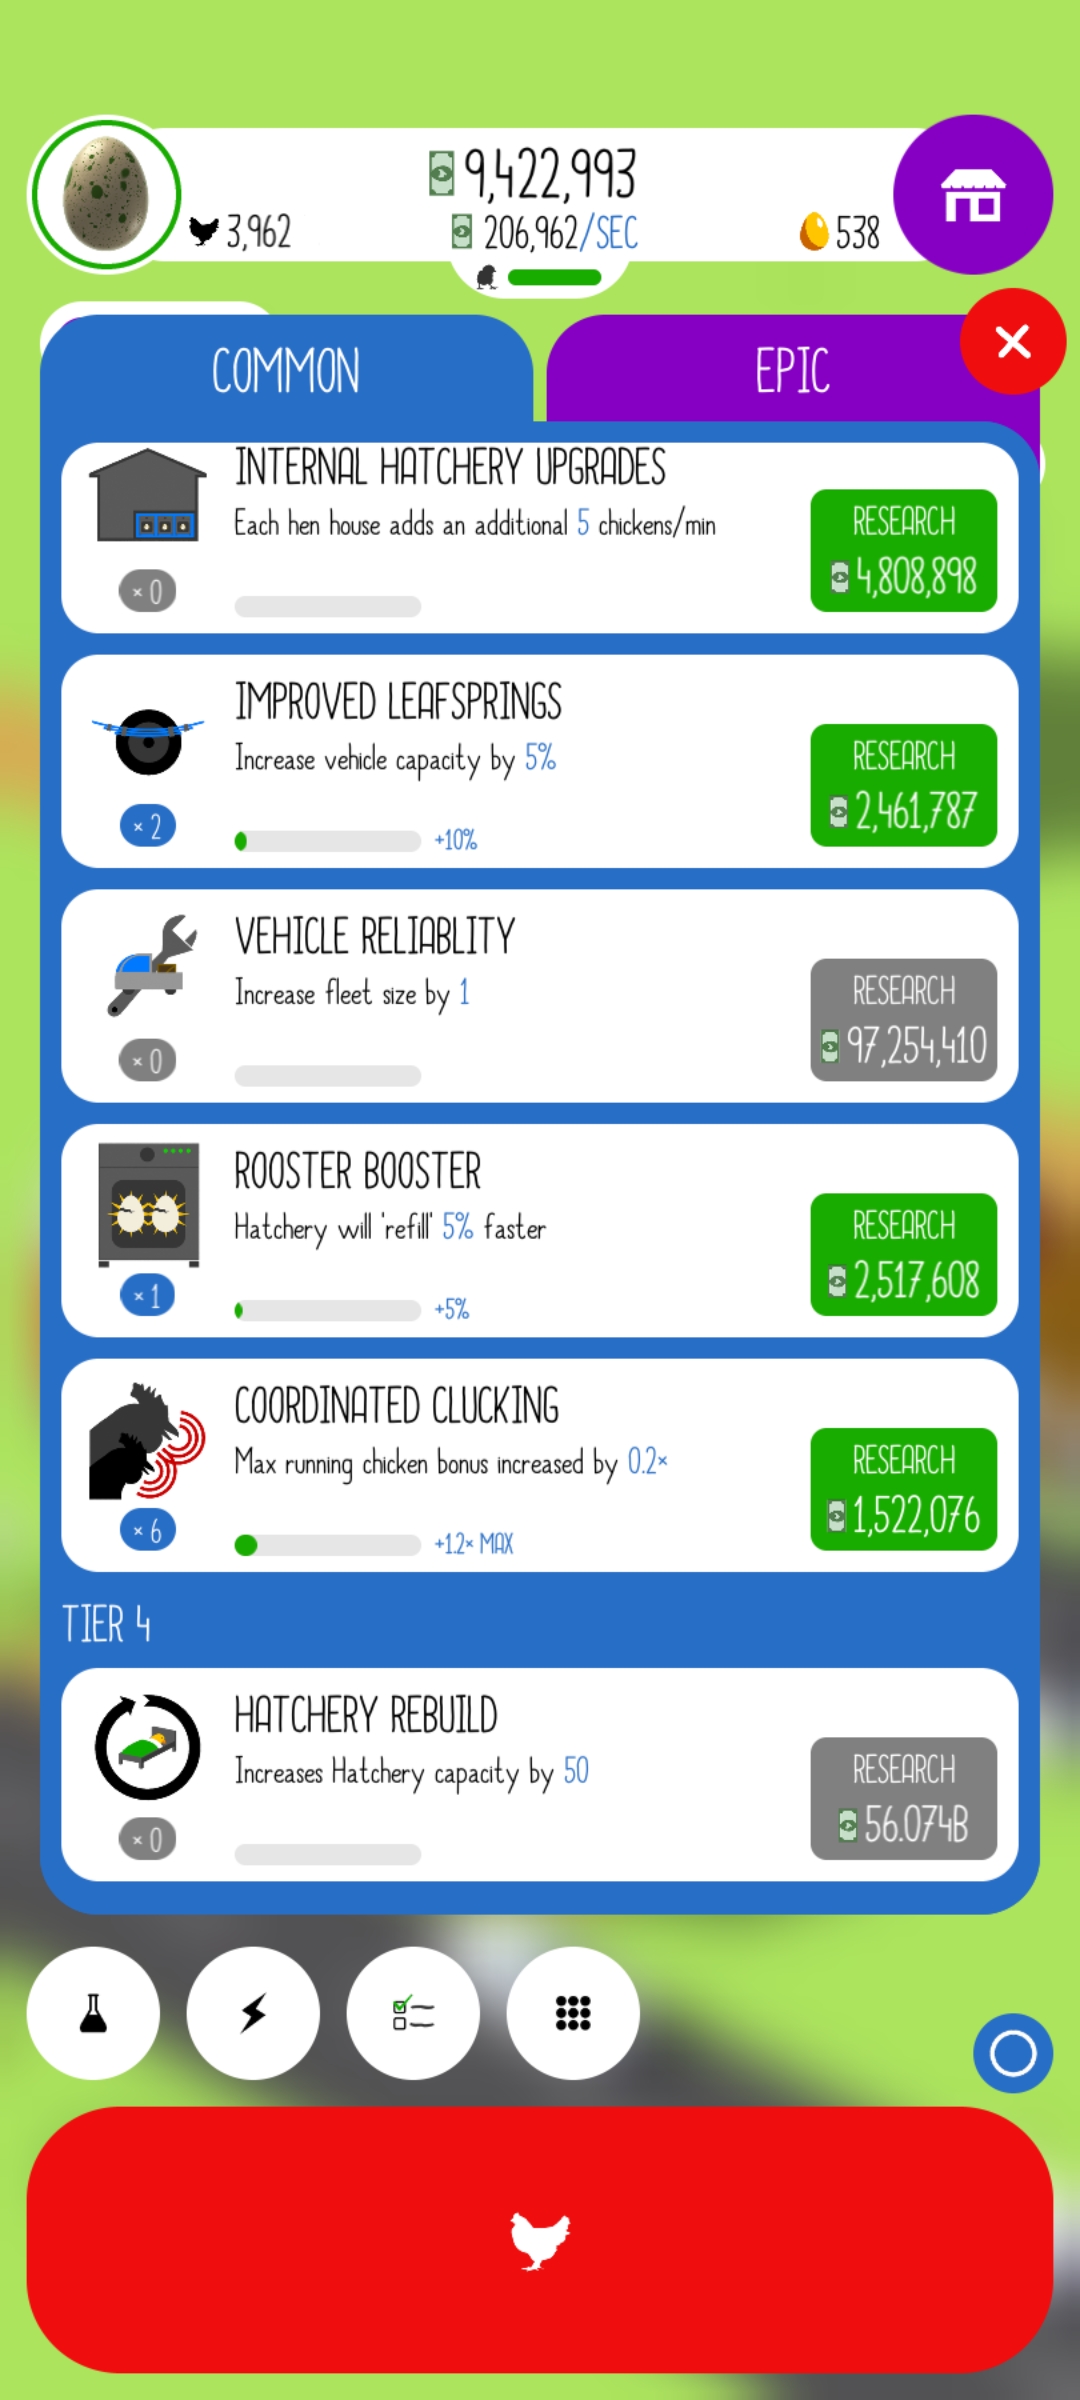 9,422,993
3,962
206,962/SEC
538
COMMON
EPIC
INTERNAL HATCHERY UPGRADES
Each hen house adds an additional 5 chickens/min
× 0
RESEARCH
4,808,898
IMPROVED LEAFSPRINGS
Increase vehicle capacity by 5%
× 2
+10%
RESEARCH
2,461,787
VEHICLE RELIABLITY
Increase fleet size by 1
× 0
RESEARCH
97,254,410
ROOSTER BOOSTER
Hatchery will 'refill' 5% faster
× 1
+5%
RESEARCH
2,517,608
COORDINATED CLUCKING
Max running chicken bonus increased by 0.2×
× 6
+1.2× MAX
RESEARCH
1,522,076
TIER 4
HATCHERY REBUILD
Increases Hatchery capacity by 50
× 0
RESEARCH
56.074B